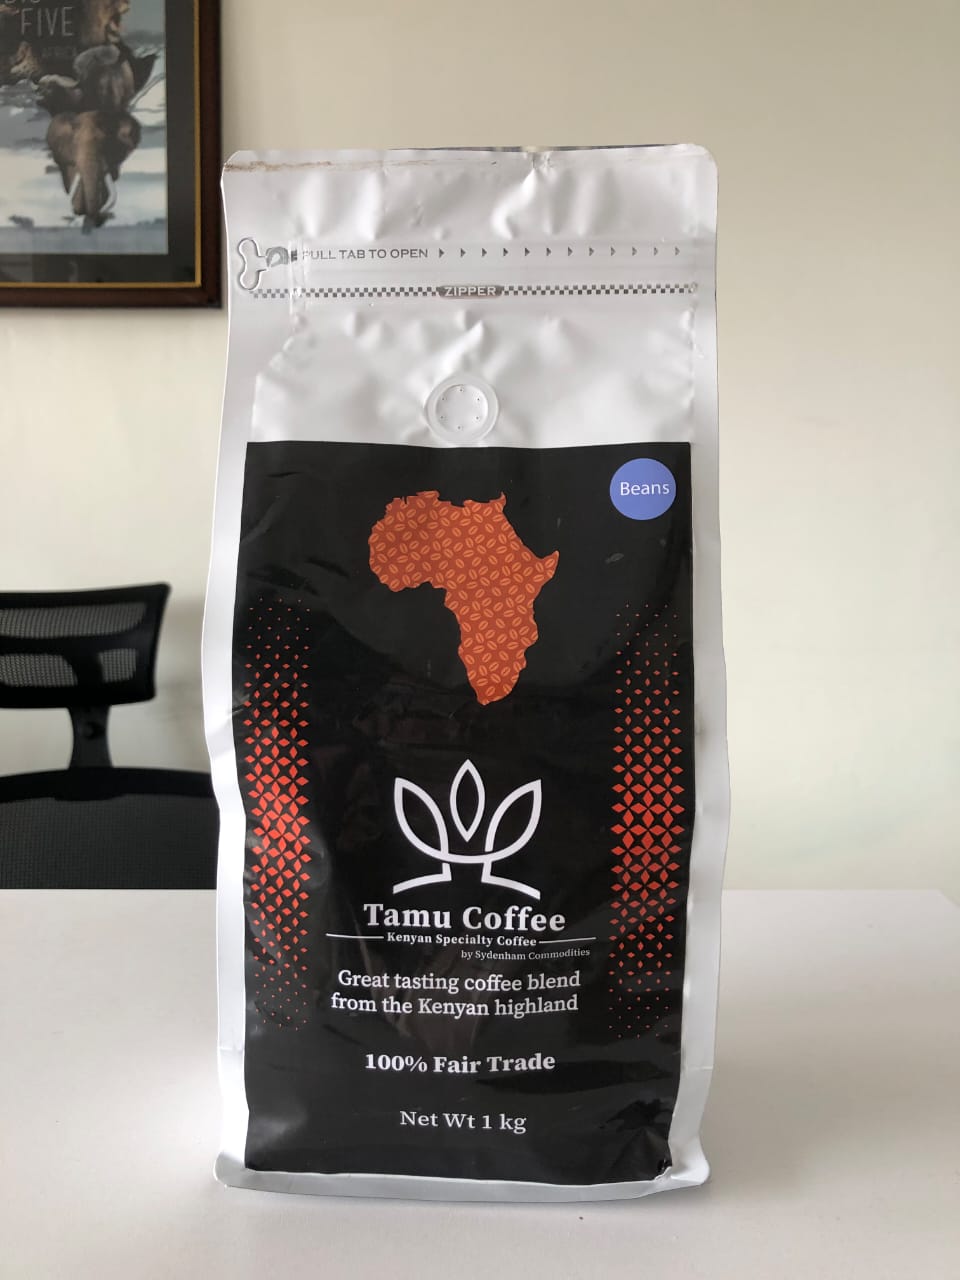 FIVE
AFRICA
PULL TAB TO OPEN
ZIPPER
Beans
Tamu Coffee
Kenyan Specialty Coffee
by Sydenham Commodities
Great tasting coffee blend
from the Kenyan highland
100% Fair Trade
Net Wt 1 kg